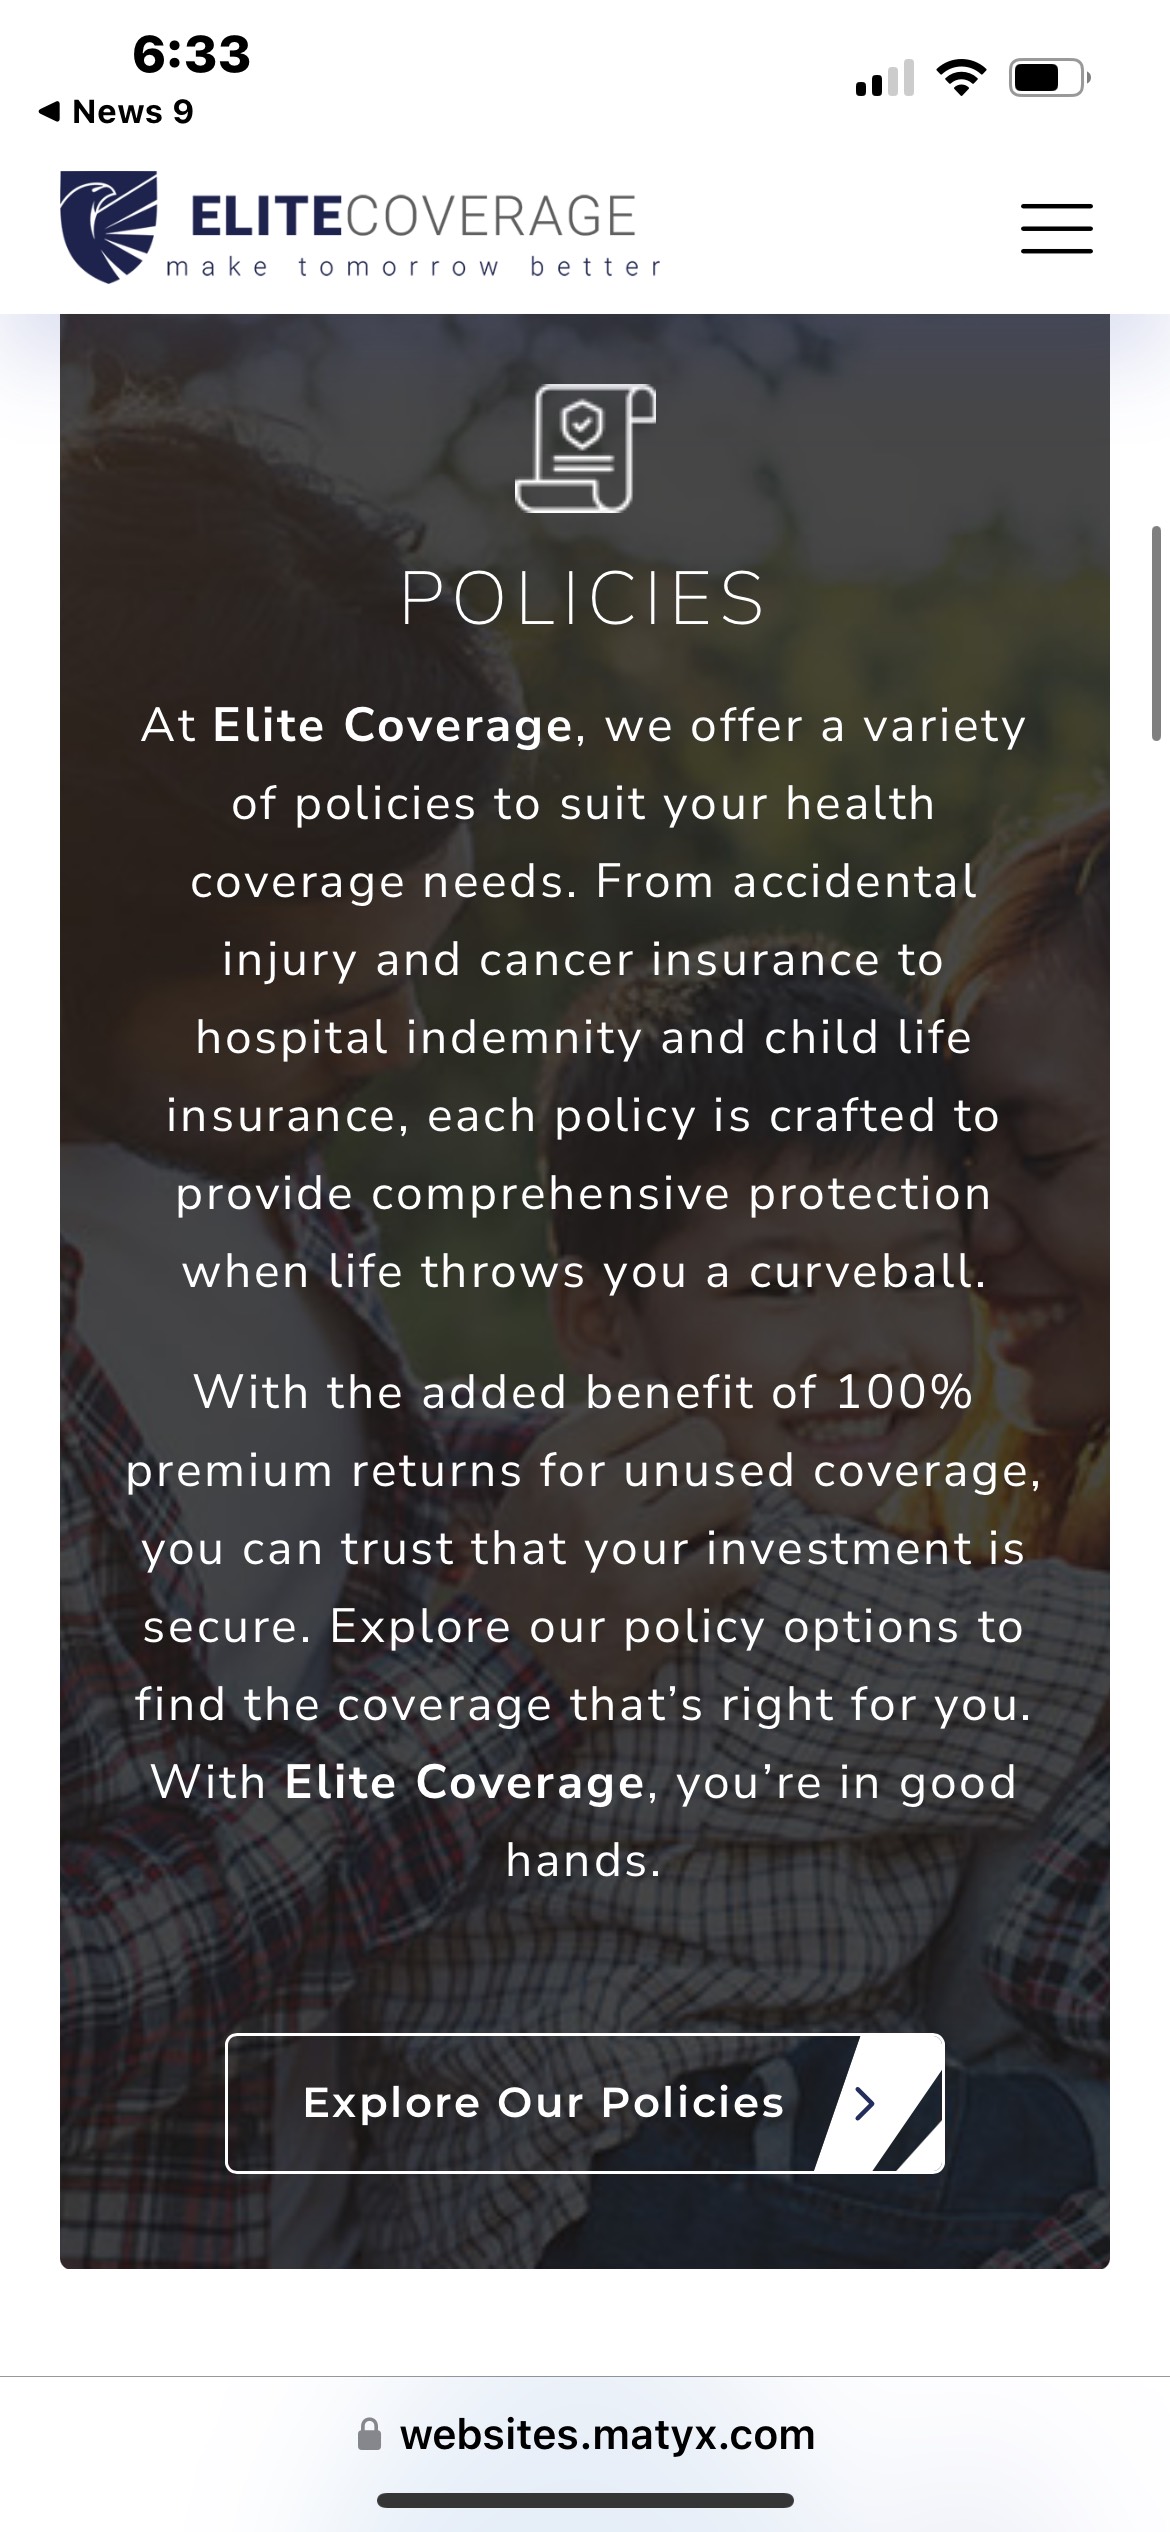 6:33
◀ News 9
ELITECOVERAGE
make tomorrow better
POLICIES
At Elite Coverage, we offer a variety
of policies to suit your health
coverage needs. From accidental
injury and cancer insurance to
hospital indemnity and child life
insurance, each policy is crafted to
provide comprehensive protection
when life throws you a curveball.
With the added benefit of 100%
premium returns for unused coverage,
you can trust that your investment is
secure. Explore our policy options to
find the coverage that’s right for you.
With Elite Coverage, you’re in good
hands.
Explore Our Policies
websites.matyx.com